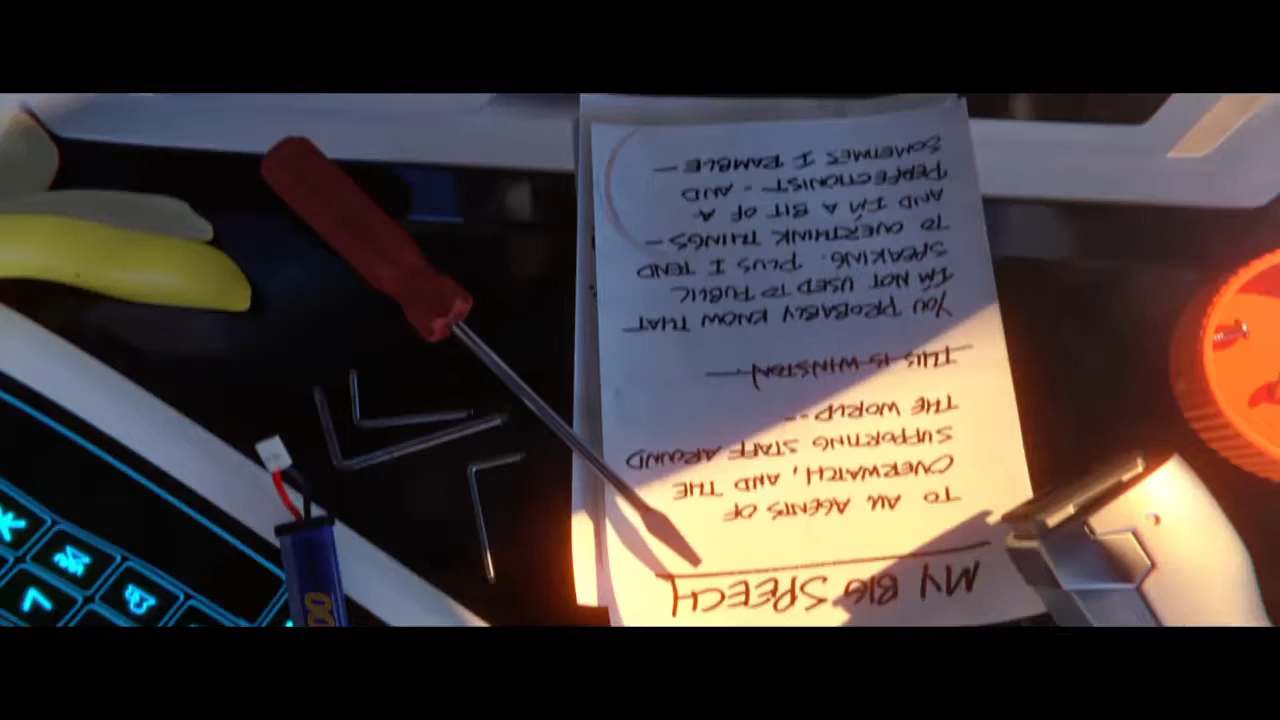 MY BIG SPEECH
TO ALL AGENTS OF
OVERWATCH, AND THE
SUPPORTING STAFF AROUND
THE WORLD--
THIS IS WINSTON,
YOU PROBABLY KNOW THAT
I'M NOT USED TO PUBLIC
SPEAKING. PLUS I TEND
TO OVERTHINK THINGS-
AND I'M A BIT OF A
PERFECTIONIST-- AND
SOMETIMES I RAMBLE-
7
00